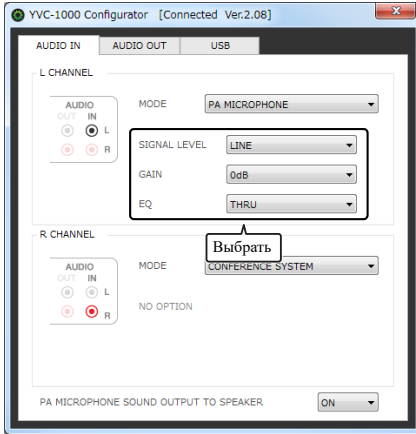 YVC-1000 Configurator [Connected Ver.2.08]
AUDIO IN AUDIO OUT USB
L CHANNEL
AUDIO
OUT IN
L
R
MODE PA MICROPHONE
SIGNAL LEVEL LINE
GAIN 0dB
EQ THRU
Выбрать
R CHANNEL
AUDIO
OUT IN
L
R
MODE CONFERENCE SYSTEM
NO OPTION
PA MICROPHONE SOUND OUTPUT TO SPEAKER ON